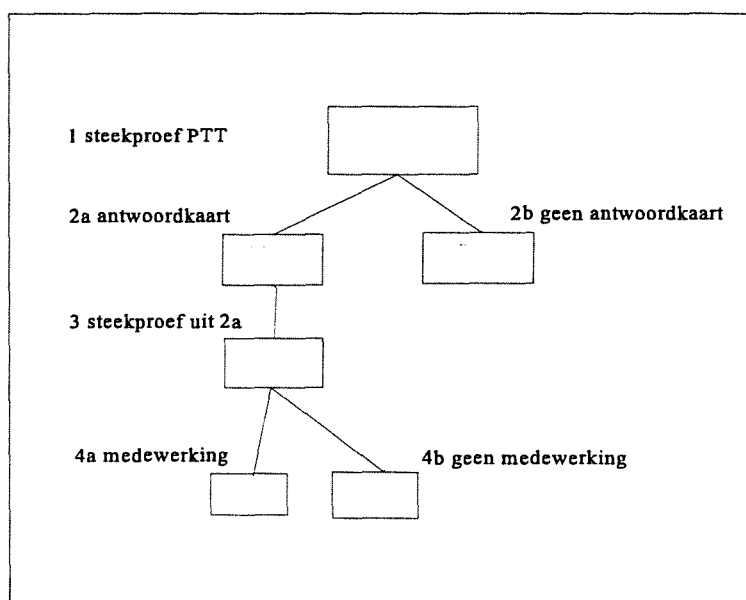 1 steekproef PTT
2a antwoordkaart
2b geen antwoordkaart
3 steekproef uit 2a
4a medewerking
4b geen medewerking